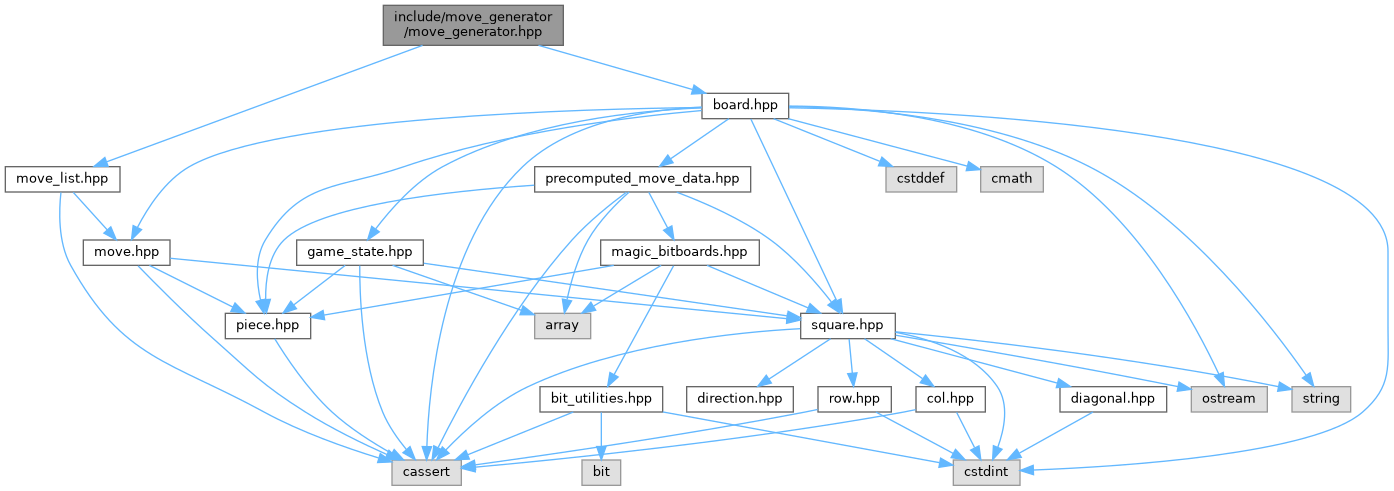 include/move_generator
/move_generator.hpp
board.hpp
move_list.hpp
precomputed_move_data.hpp
cstddef
cmath
move.hpp
game_state.hpp
magic_bitboards.hpp
piece.hpp
array
square.hpp
bit_utilities.hpp
direction.hpp
row.hpp
col.hpp
diagonal.hpp
ostream
string
cassert
bit
cstdint